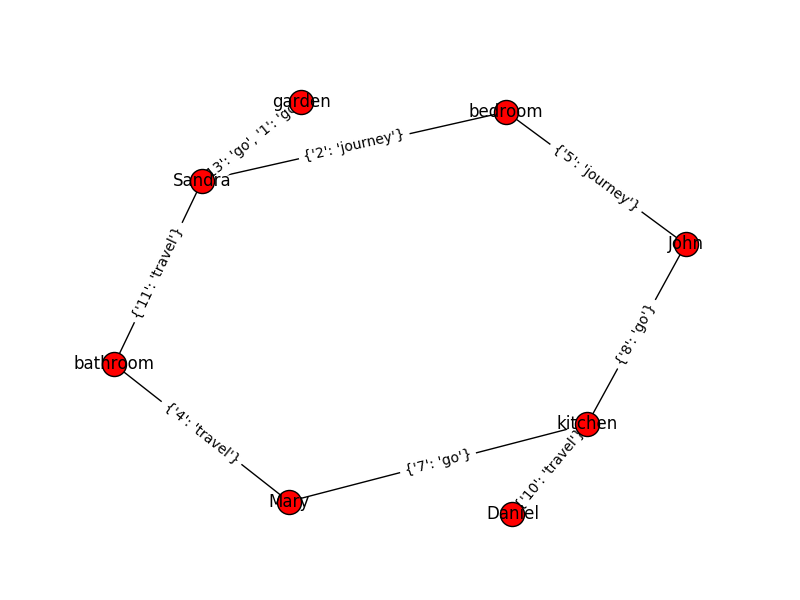 garden
bedroom
13': 'go', '1': 'go
{'2': 'journey'}
{'5': 'journey'}
Sandra
John
{'11': 'travel'}
{'8': 'go'}
bathroom
{'4': 'travel'}
kitchen
{'7': 'go'}
{'10': 'travel'}
Mary
Daniel